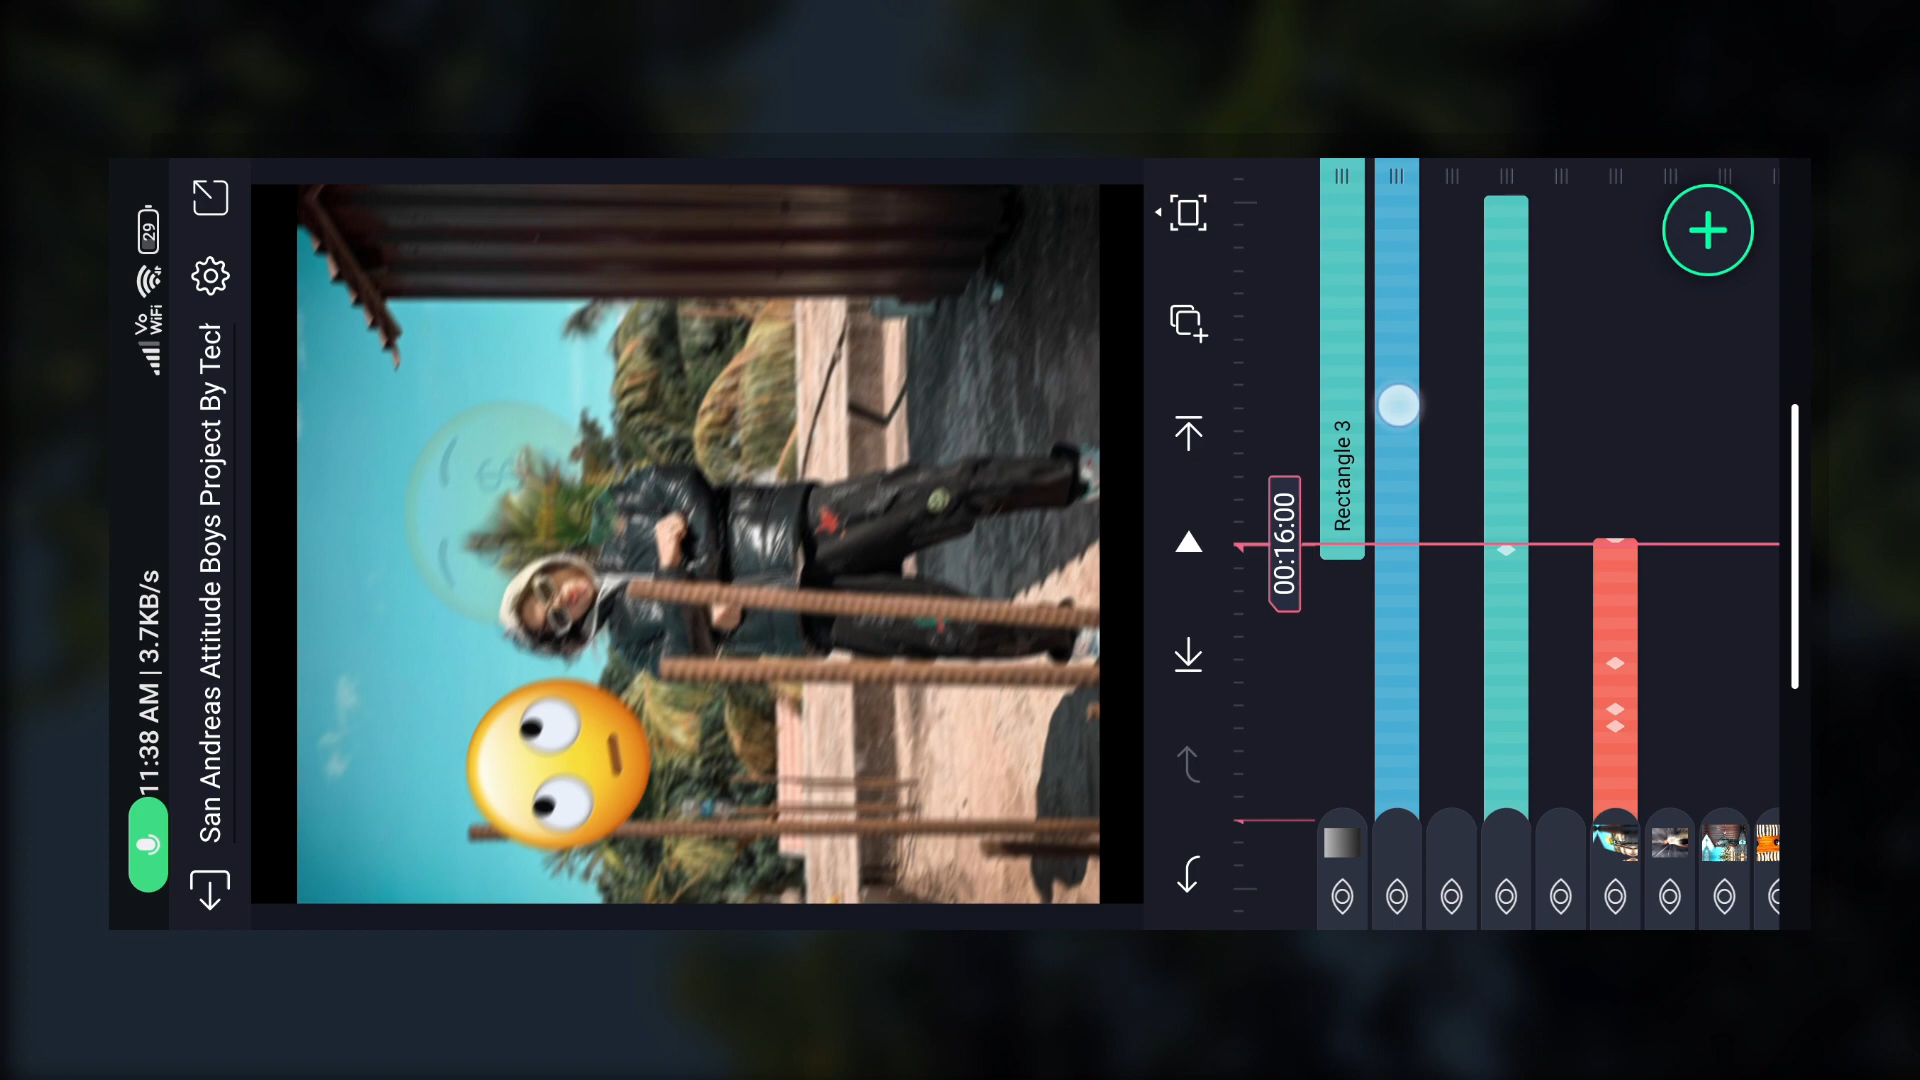 11:38 AM | 3.7KB/s
Vo
WiFi
29
San Andreas Attitude Boys Project By Tech
00:16:00
Rectangle 3